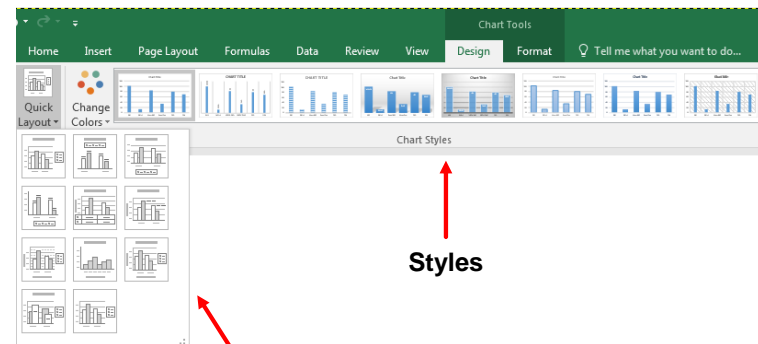 Chart Tools
Home Insert Page Layout Formulas Data Review View Design Format Tell me what you want to do...
Quick Layout
Change Colors
Chart Styles
Styles